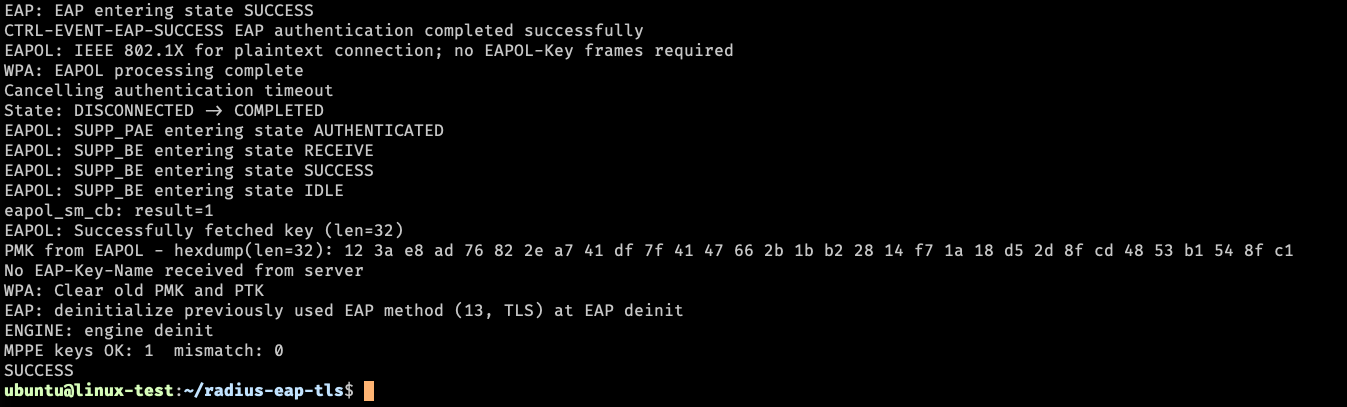 EAP: EAP entering state SUCCESS
CTRL-EVENT-EAP-SUCCESS EAP authentication completed successfully
EAPOL: IEEE 802.1X for plaintext connection; no EAPOL-Key frames required
WPA: EAPOL processing complete
Cancelling authentication timeout
State: DISCONNECTED -> COMPLETED
EAPOL: SUPP_PAE entering state AUTHENTICATED
EAPOL: SUPP_BE entering state RECEIVE
EAPOL: SUPP_BE entering state SUCCESS
EAPOL: SUPP_BE entering state IDLE
eapol_sm_cb: result=1
EAPOL: Successfully fetched key (len=32)
PMK from EAPOL - hexdump(len=32): 12 3a e8 ad 76 82 2e a7 41 df 7f 41 47 66 2b 1b b2 28 14 f7 1a 18 d5 2d 8f cd 48 53 b1 54 8f c1
No EAP-Key-Name received from server
WPA: Clear old PMK and PTK
EAP: deinitialize previously used EAP method (13, TLS) at EAP deinit
ENGINE: engine deinit
MPPE keys OK: 1  mismatch: 0
SUCCESS
ubuntu@linux-test:~/radius-eap-tls$